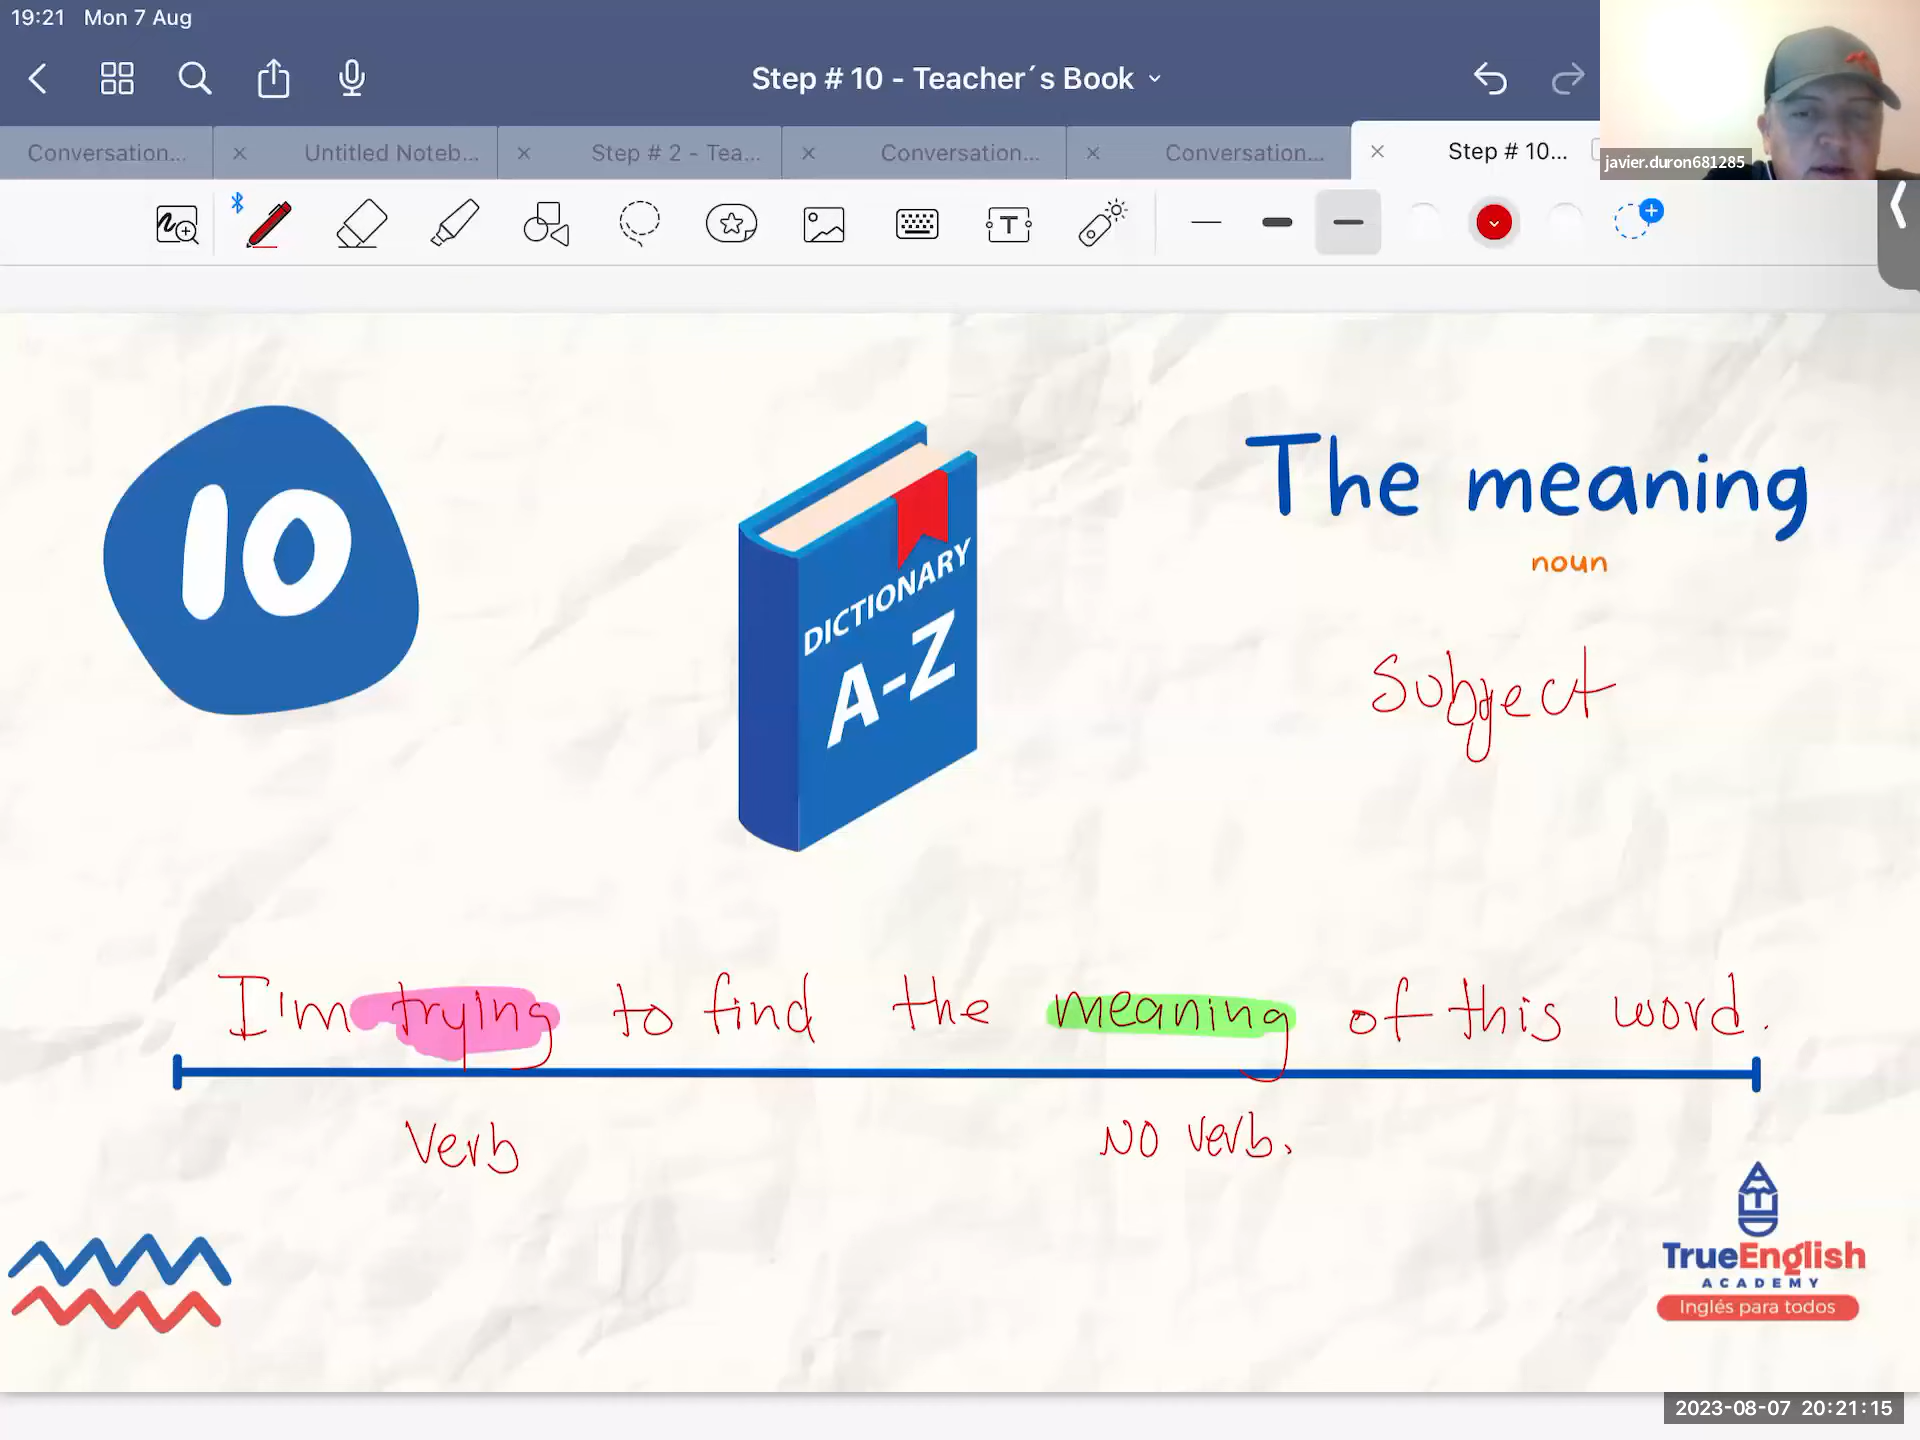 19:21 Mon 7 Aug
Step # 10 - Teacher´s Book
Conversation...
Untitled Noteb...
Step # 2 - Tea...
Conversation...
Conversation...
Step # 10...
javier.duron681285
T
10
DICTIONARY
A-Z
The meaning
noun
Subject
I'm trying to find the meaning of this word.
Verb
NO verb.
TrueEnglish
ACADEMY
Inglés para todos
2023-08-07 20:21:15